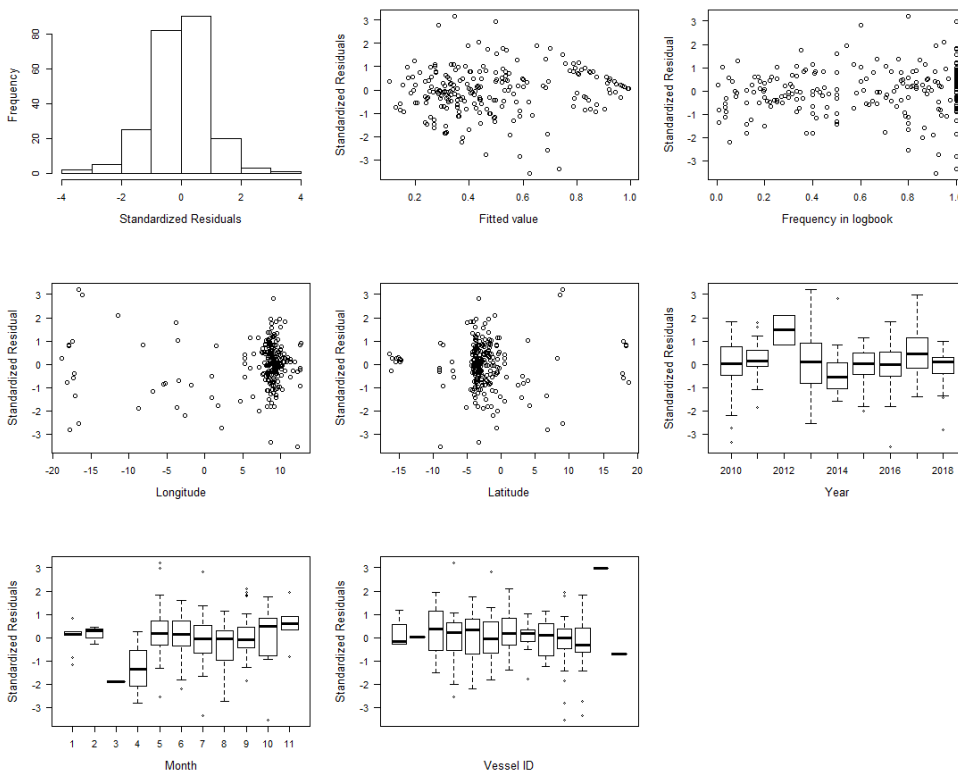 Frequency
80
60
40
20
0
-4 -2 0 2 4
Standardized Residuals
Standardized Residuals
3
2
1
0
-1
-2
-3
0.2 0.4 0.6 0.8 1.0
Fitted value
Standardized Residual
3
2
1
0
-1
-2
-3
0.0 0.2 0.4 0.6 0.8
Frequency in logbook
Standardized Residual
3
2
1
0
-1
-2
-3
-20 -15 -10 -5 0 5 10
Longitude
Standardized Residual
3
2
1
0
-1
-2
-3
-15 -10 -5 0 5 10 15 20
Latitude
Standardized Residuals
3
2
1
0
-1
-2
-3
2010 2012 2014 2016 2018
Year
Standardized Residuals
3
2
1
0
-1
-2
-3
1 2 3 4 5 6 7 8 9 10 11
Month
Standardized Residuals
3
2
1
0
-1
-2
-3
Vessel ID